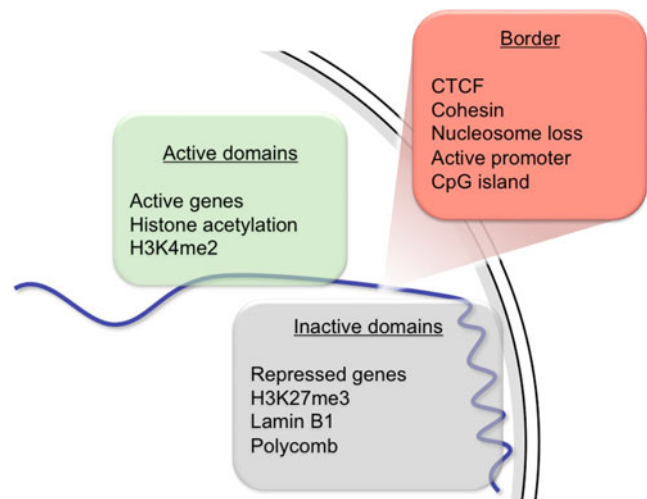 Border
CTCF
Cohesin
Nucleosome loss
Active promoter
CpG island
Active domains
Active genes
Histone acetylation
H3K4me2
Inactive domains
Repressed genes
H3K27me3
Lamin B1
Polycomb